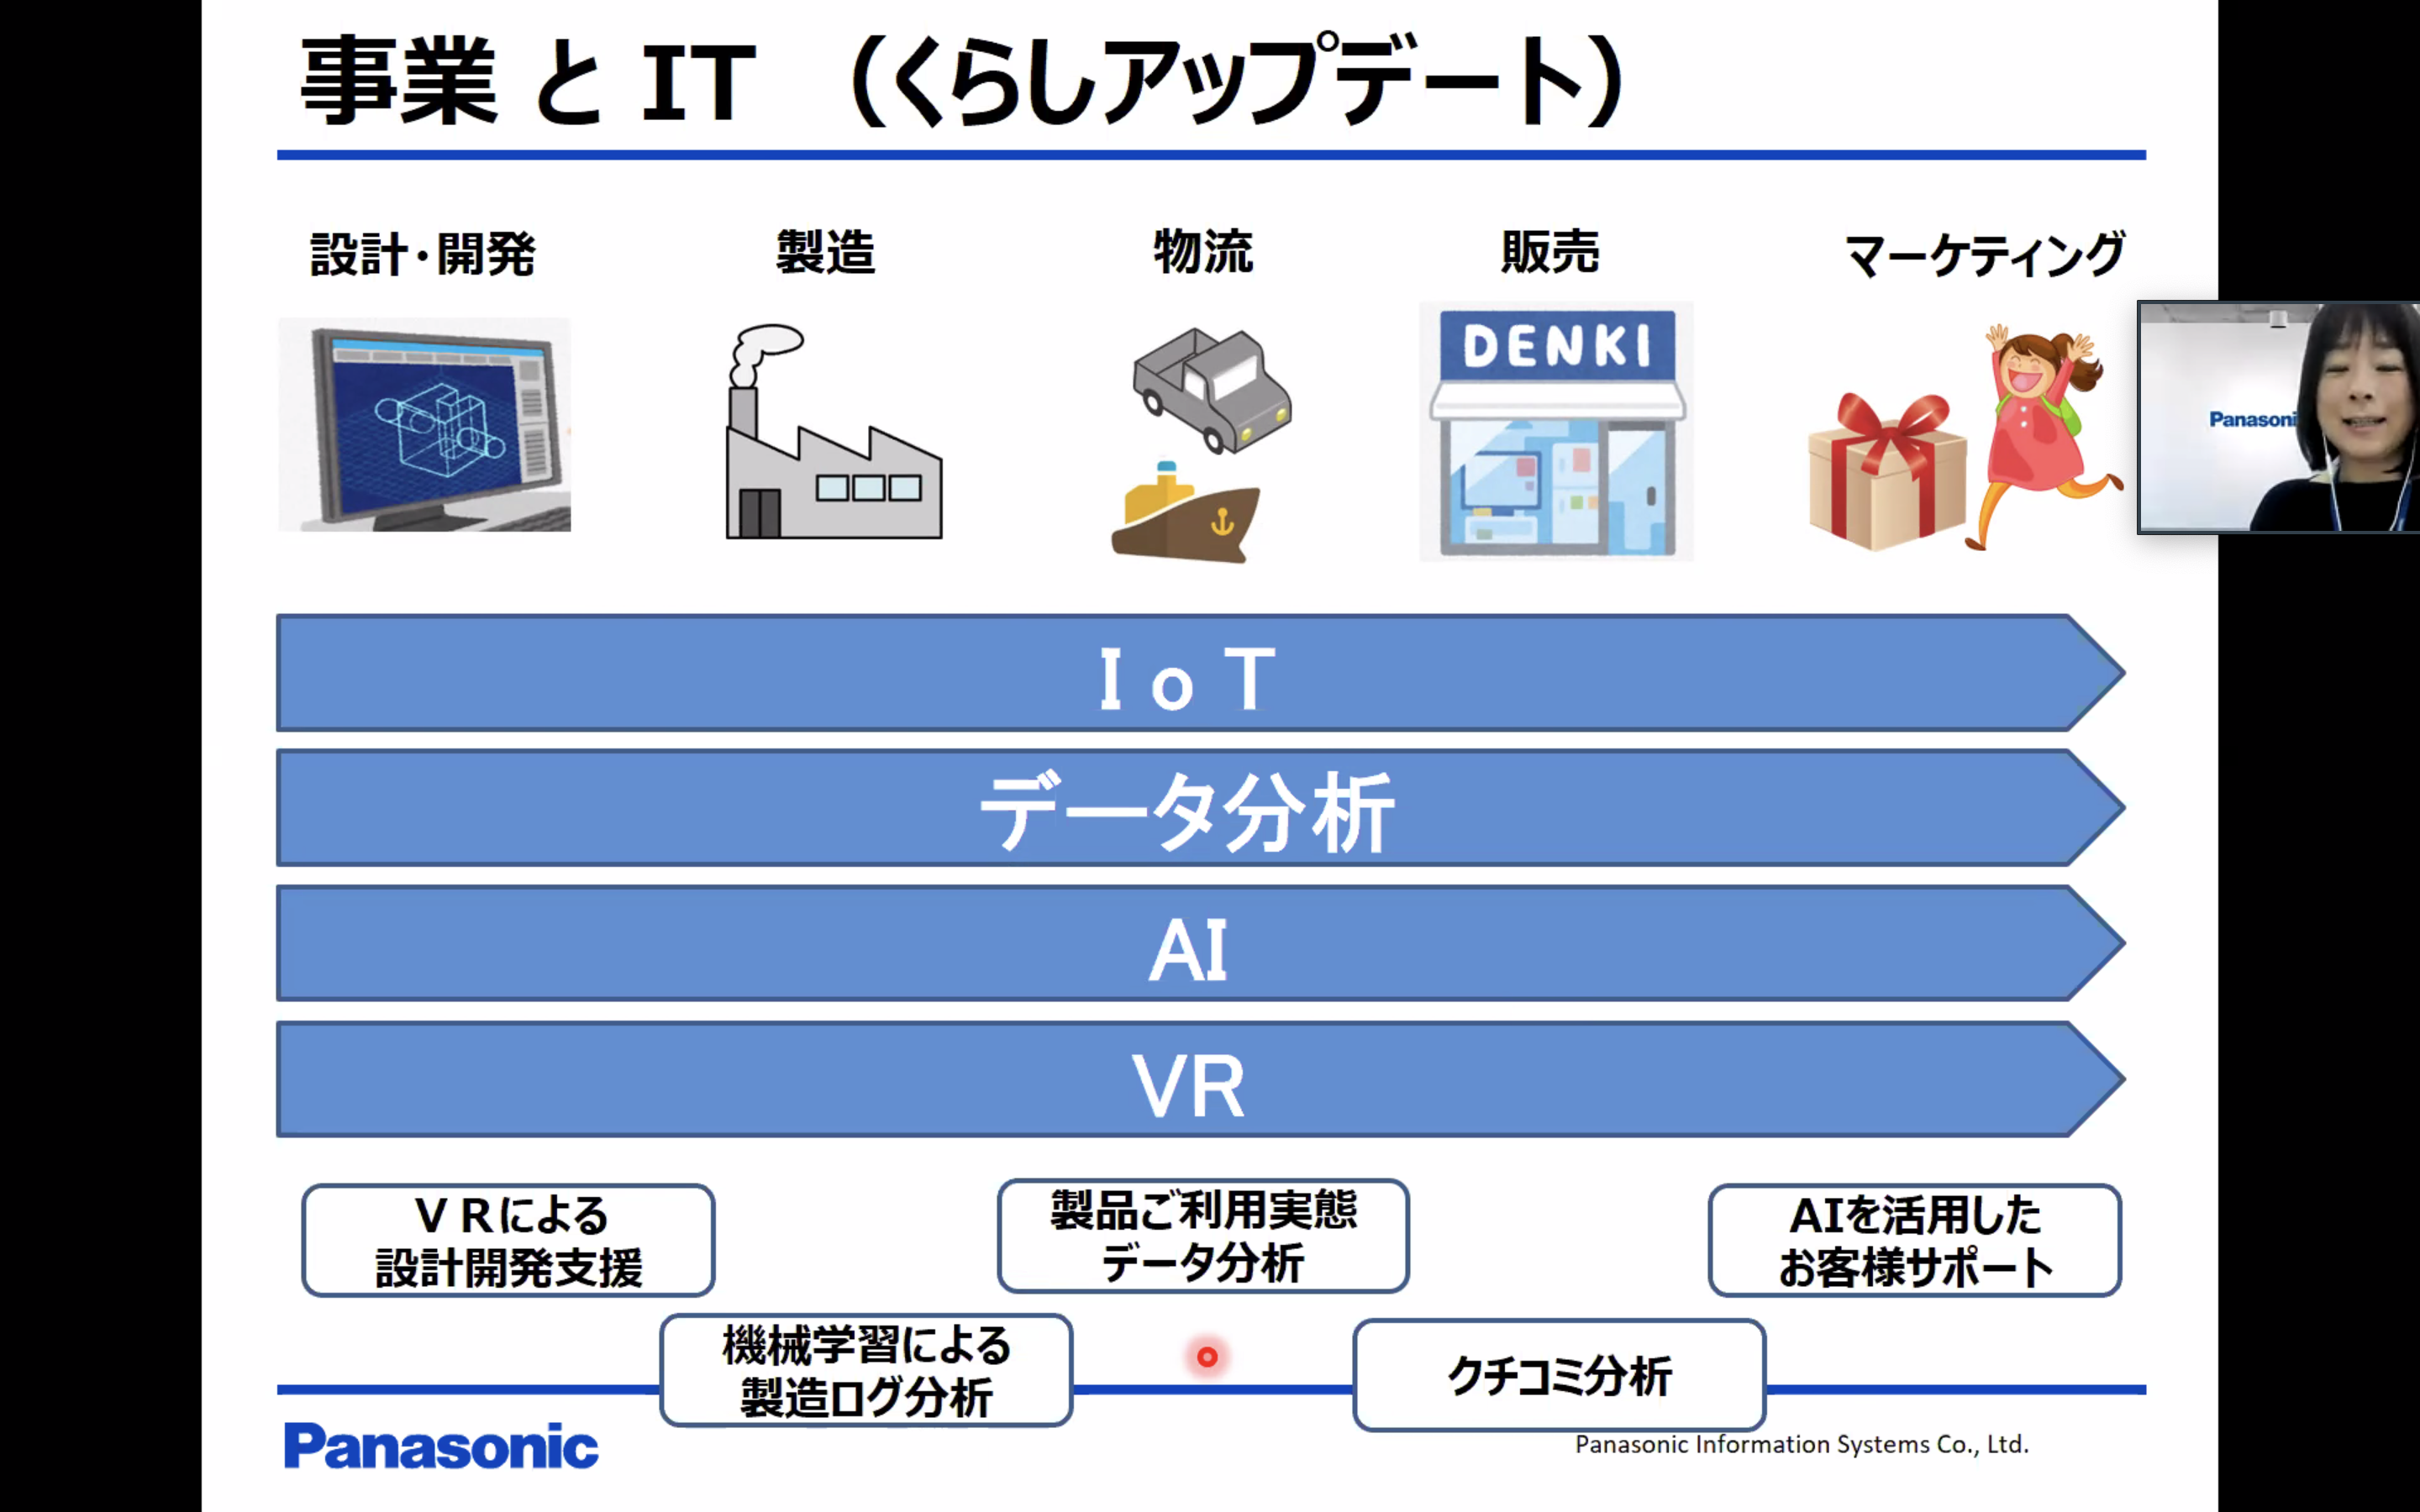 事業 と IT （くらしアップデート）
設計・開発
製造
物流
販売
マーケティング
DENKI
Panasoni
IoT
データ分析
AI
VR
ＶＲによる
設計開発支援
製品ご利用実態
データ分析
AIを活用した
お客様サポート
機械学習による
製造ログ分析
クチコミ分析
Panasonic
Panasonic Information Systems Co., Ltd.